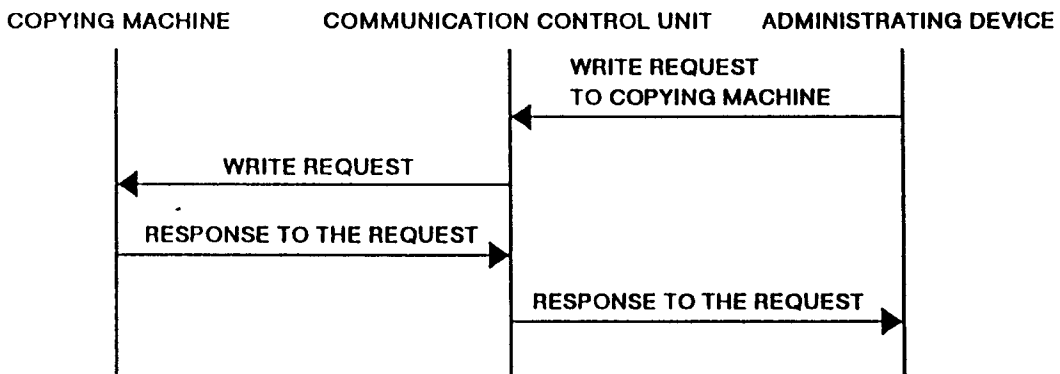 COPYING MACHINE
COMMUNICATION CONTROL UNIT
ADMINISTRATING DEVICE
WRITE REQUEST
TO COPYING MACHINE
WRITE REQUEST
RESPONSE TO THE REQUEST
RESPONSE TO THE REQUEST